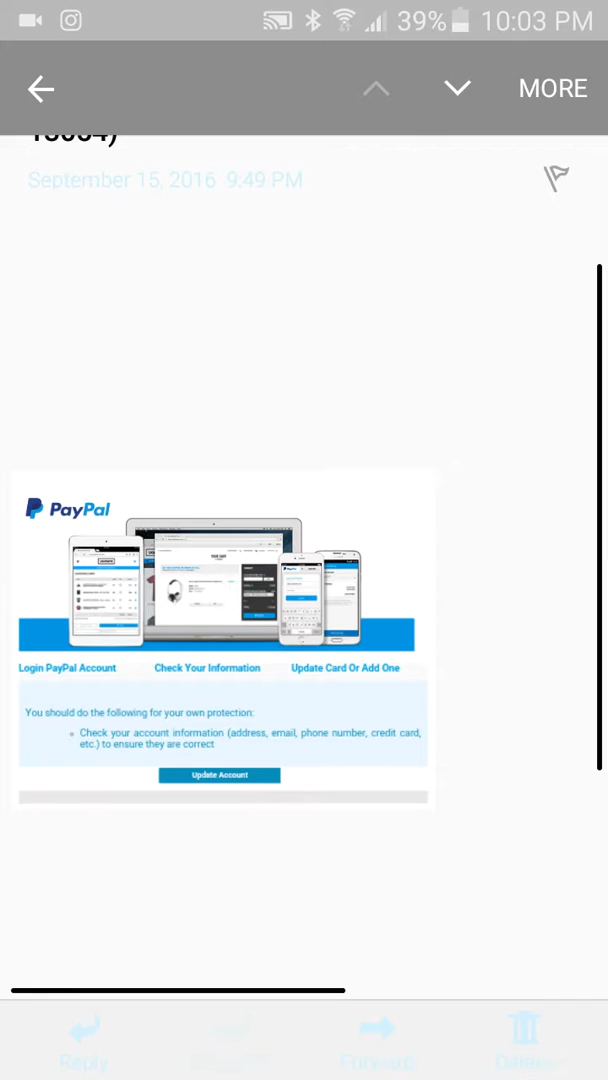 39% 10:03 PM
MORE
September 15, 2016 9:49 PM
PayPal
Login PayPal Account Check Your Information Update Card Or Add One
You should do the following for your own protection:
Check your account information (address, email, phone number, credit card,
etc.) to ensure they are correct
Update Account
Reply Forward